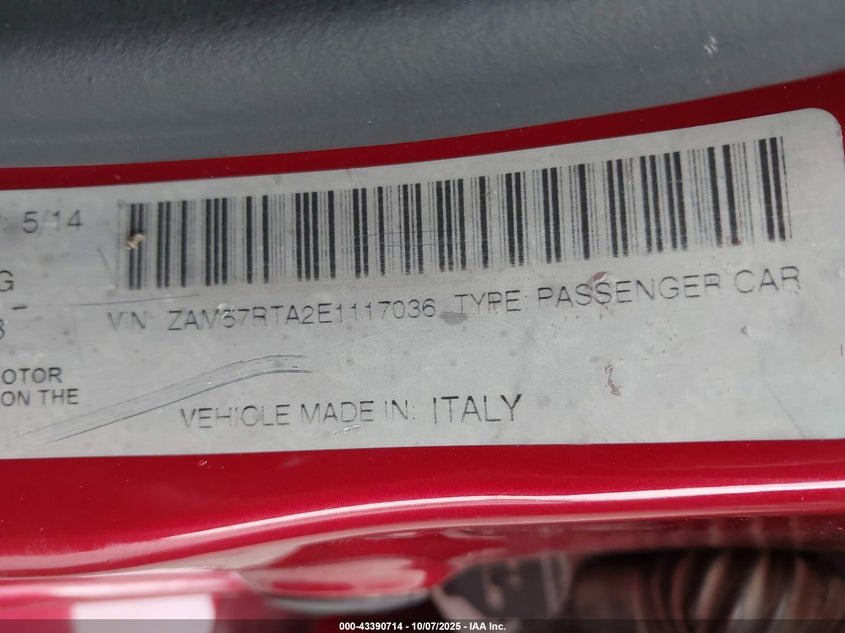 : 5/14
G
VIN: ZAM57RTA2E1117036 TYPE: PASSENGER CAR
OTOR
ON THE
VEHICLE MADE IN: ITALY
000-43390714 - 10/07/2025 - IAA Inc.